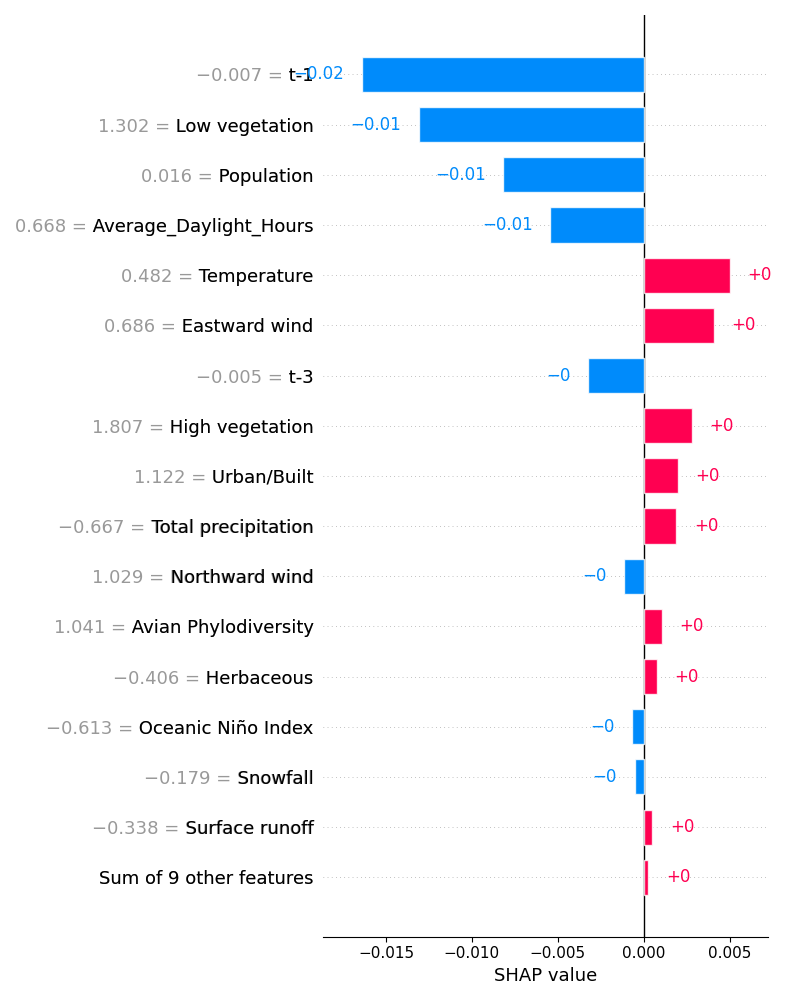 −0.007 = t-1 −0.02
1.302 = Low vegetation −0.01
0.016 = Population −0.01
0.668 = Average_Daylight_Hours −0.01
0.482 = Temperature +0
0.686 = Eastward wind +0
−0.005 = t-3 −0
1.807 = High vegetation +0
1.122 = Urban/Built +0
−0.667 = Total precipitation +0
1.029 = Northward wind −0
1.041 = Avian Phylodiversity +0
−0.406 = Herbaceous +0
−0.613 = Oceanic Niño Index −0
−0.179 = Snowfall −0
−0.338 = Surface runoff +0
Sum of 9 other features +0
−0.015 −0.010 −0.005 0.000 0.005
SHAP value